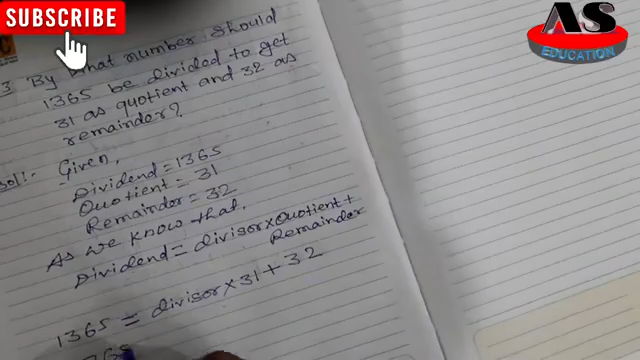 SUBSCRIBE
AS
EDUCATION
3 By what number should
1365 be divided to get
31 as quotient and 32 as
remainder?
Sol:- Given,
Dividend = 1365
Quotient = 31
Remainder = 32
As we know that.
Dividend = divisor × Quotient +
Remainder
1365 = divisor × 31 + 32